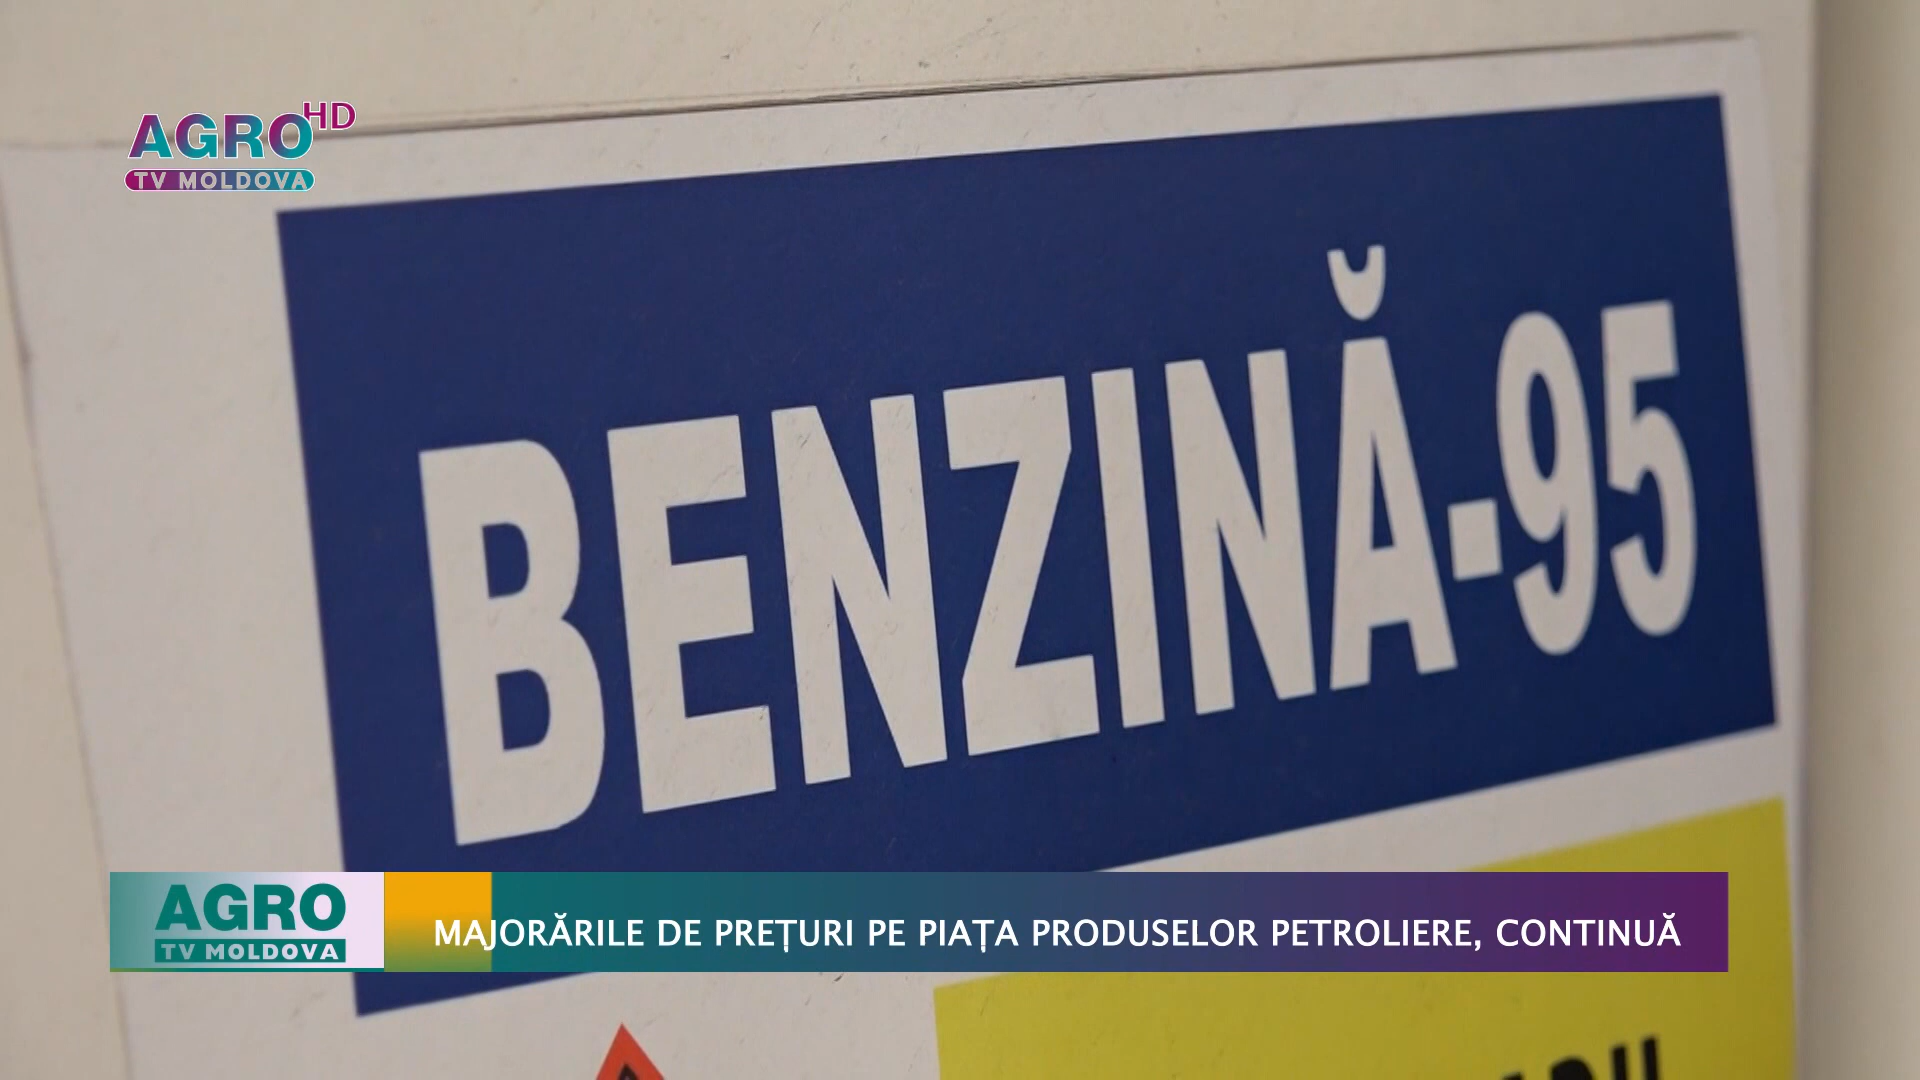 AGRO HD
TV MOLDOVA
BENZINĂ-95
AGRO
TV MOLDOVA
MAJORĂRILE DE PREȚURI PE PIAȚA PRODUSELOR PETROLIERE, CONTINUĂ